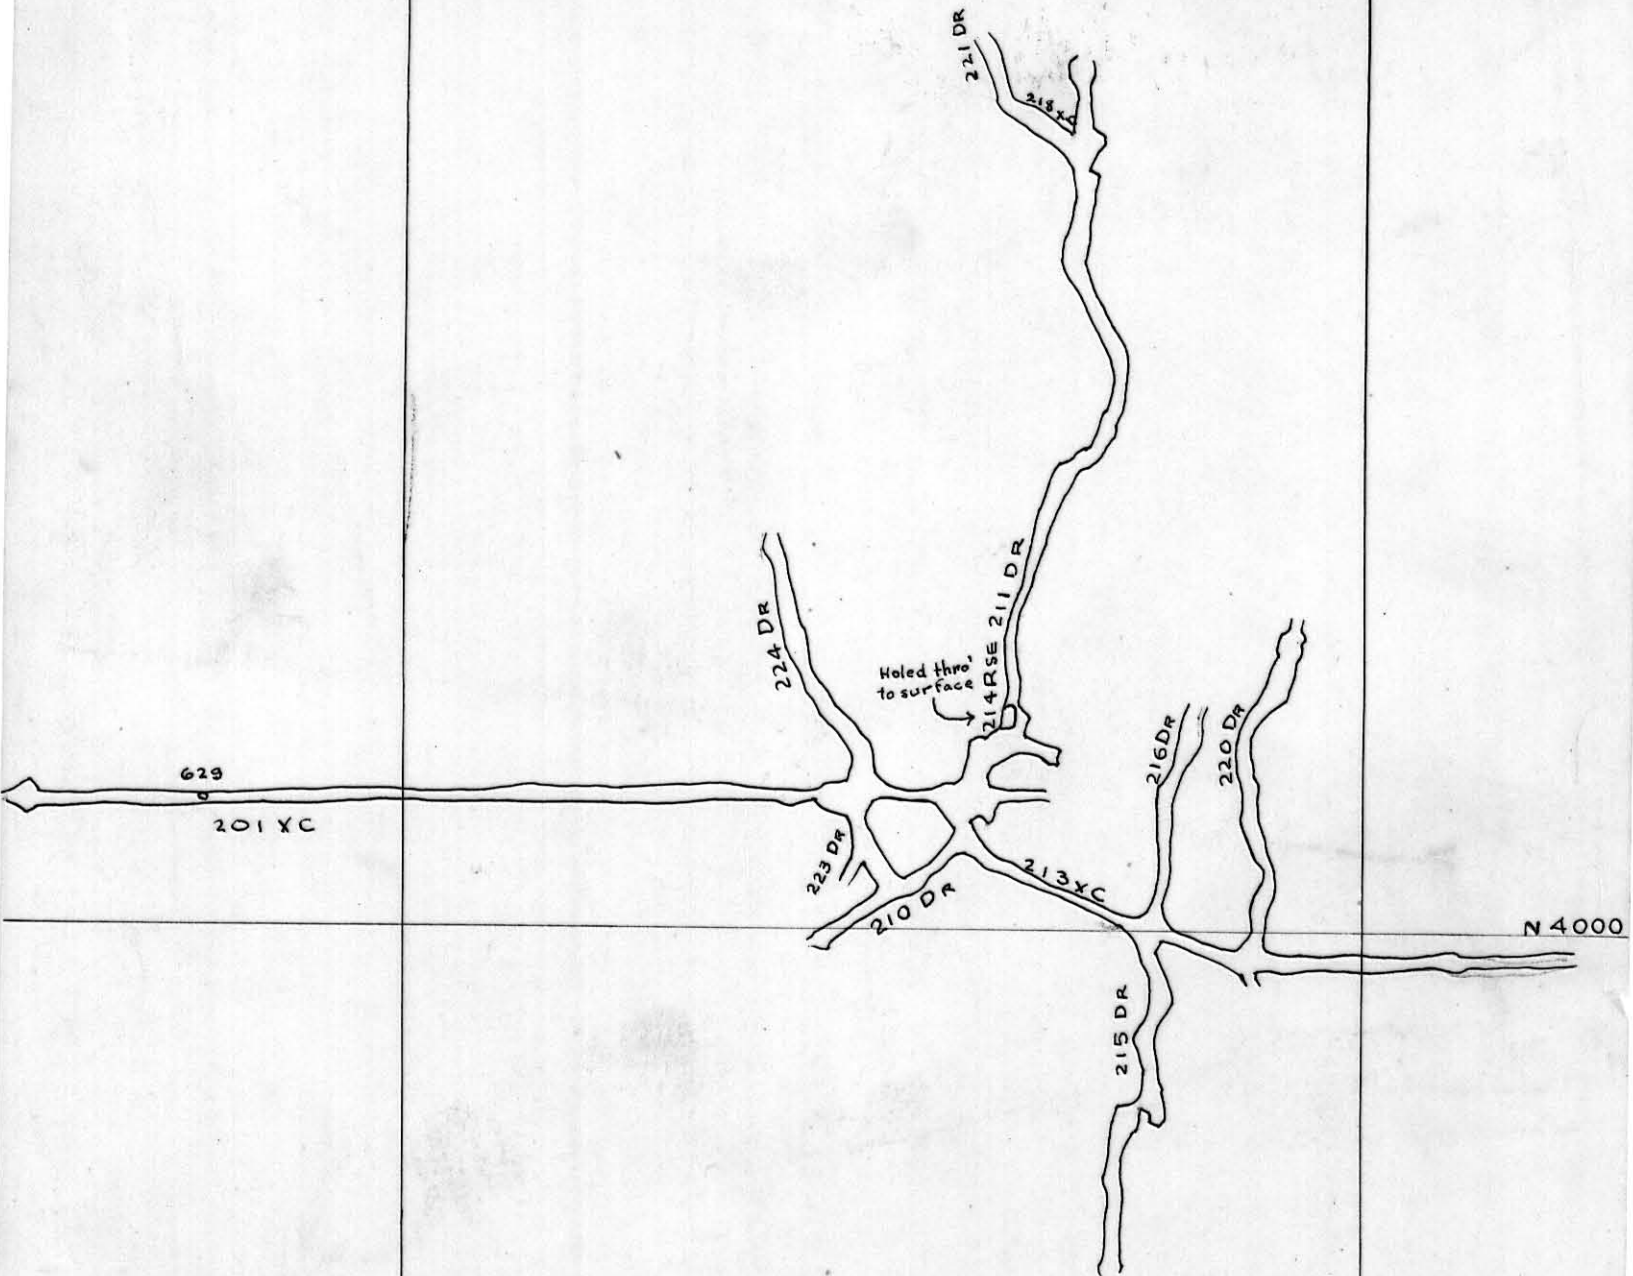 221 DR
218 XC
211 DR
214 RSE
Holed thro'
to surface
224 DR
216 DR
220 DR
629
201 XC
223 DR
213 XC
210 DR
N 4000
215 DR